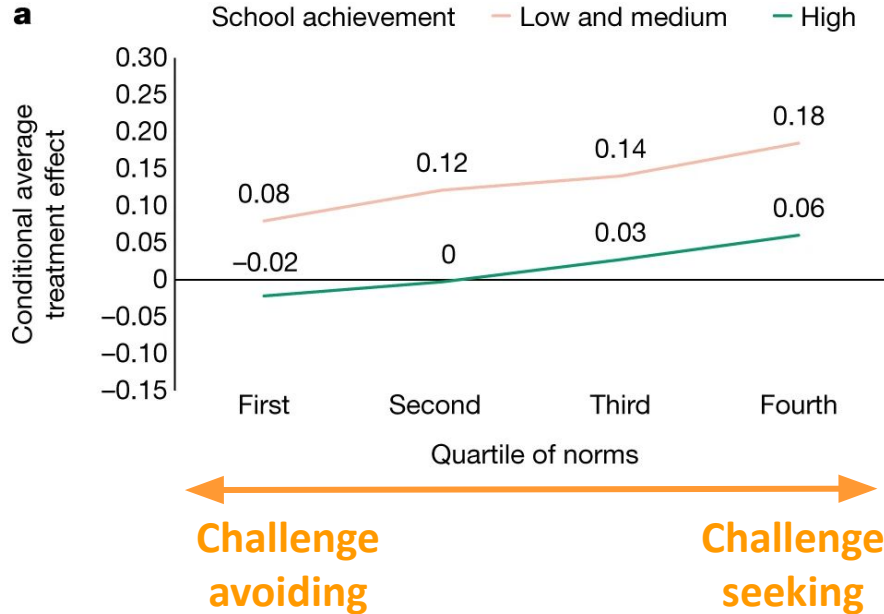 a
School achievement Low and medium High
Conditional average
treatment effect
0.30
0.25
0.20
0.15
0.10
0.05
0
−0.05
−0.10
−0.15
0.08
0.12
0.14
0.18
−0.02
0
0.03
0.06
First Second Third Fourth
Quartile of norms
Challenge
avoiding
Challenge
seeking